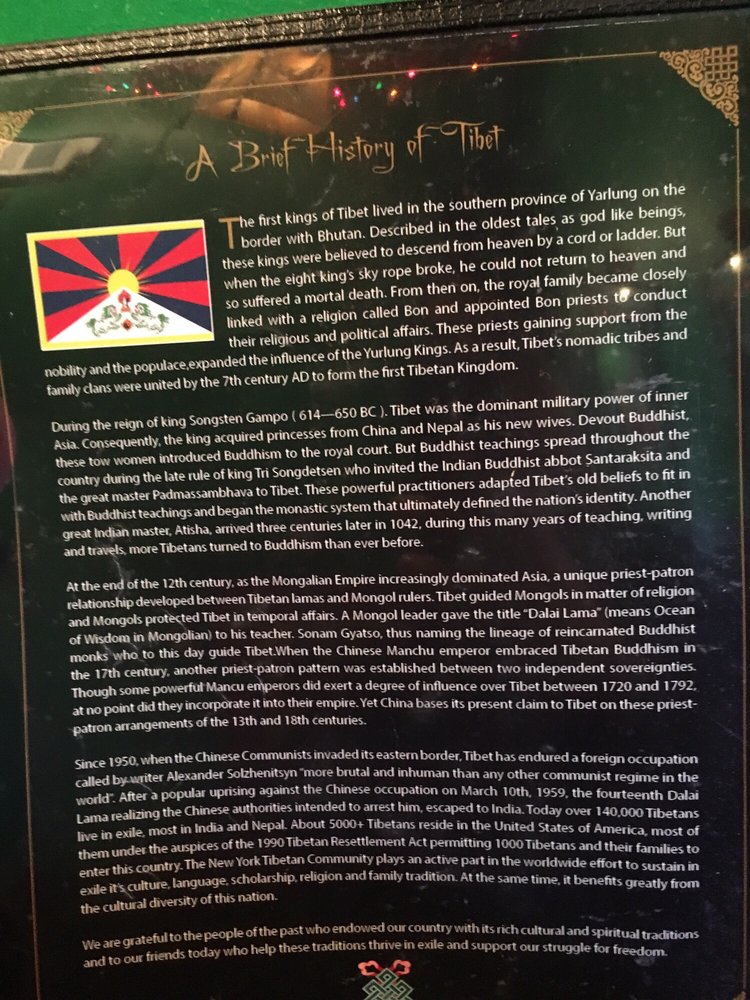 A Brief History of Tibet
The first kings of Tibet lived in the southern province of Yarlung on the
border with Bhutan. Described in the oldest tales as god like beings,
these kings were believed to descend from heaven by a cord or ladder. But
when the eight king's sky rope broke, he could not return to heaven and
so suffered a mortal death. From then on, the royal family became closely
linked with a religion called Bon and appointed Bon priests to conduct
their religious and political affairs. These priests gaining support from the
nobility and the populace,expanded the influence of the Yurlung Kings. As a result, Tibet's nomadic tribes and
family clans were united by the 7th century AD to form the first Tibetan Kingdom.
During the reign of king Songsten Gampo ( 614—650 BC ). Tibet was the dominant military power of inner
Asia. Consequently, the king acquired princesses from China and Nepal as his new wives. Devout Buddhist,
these tow women introduced Buddhism to the royal court. But Buddhist teachings spread throughout the
country during the late rule of king Tri Songdetsen who invited the Indian Buddhist abbot Santaraksita and
the great master Padmassambhava to Tibet. These powerful practitioners adapted Tibet's old beliefs to fit in
with Buddhist teachings and began the monastic system that ultimately defined the nation's identity. Another
great Indian master, Atisha, arrived three centuries later in 1042, during this many years of teaching, writing
and travels, more Tibetans turned to Buddhism than ever before.
At the end of the 12th century, as the Mongalian Empire increasingly dominated Asia, a unique priest-patron
relationship developed between Tibetan lamas and Mongol rulers. Tibet guided Mongols in matter of religion
and Mongols protected Tibet in temporal affairs. A Mongol leader gave the title "Dalai Lama" (means Ocean
of Wisdom in Mongolian) to his teacher. Sonam Gyatso, thus naming the lineage of reincarnated Buddhist
monks who to this day guide Tibet.When the Chinese Manchu emperor embraced Tibetan Buddhism in
the 17th century, another priest-patron pattern was established between two independent sovereignties.
Though some powerful Mancu emperors did exert a degree of influence over Tibet between 1720 and 1792,
at no point did they incorporate it into their empire. Yet China bases its present claim to Tibet on these priest-
patron arrangements of the 13th and 18th centuries.
Since 1950, when the Chinese Communists invaded its eastern border, Tibet has endured a foreign occupation
called by writer Alexander Solzhenitsyn "more brutal and inhuman than any other communist regime in the
world". After a popular uprising against the Chinese occupation on March 10th, 1959, the fourteenth Dalai
Lama realizing the Chinese authorities intended to arrest him, escaped to India. Today over 140,000 Tibetans
live in exile, most in India and Nepal. About 5000+ Tibetans reside in the United States of America, most of
them under the auspices of the 1990 Tibetan Resettlement Act permitting 1000 Tibetans and their families to
enter this country. The New York Tibetan Community plays an active part in the worldwide effort to sustain in
exile it's culture, language, scholarship, religion and family tradition. At the same time, it benefits greatly from
the cultural diversity of this nation.
We are grateful to the people of the past who endowed our country with its rich cultural and spiritual traditions
and to our friends today who help these traditions thrive in exile and support our struggle for freedom.